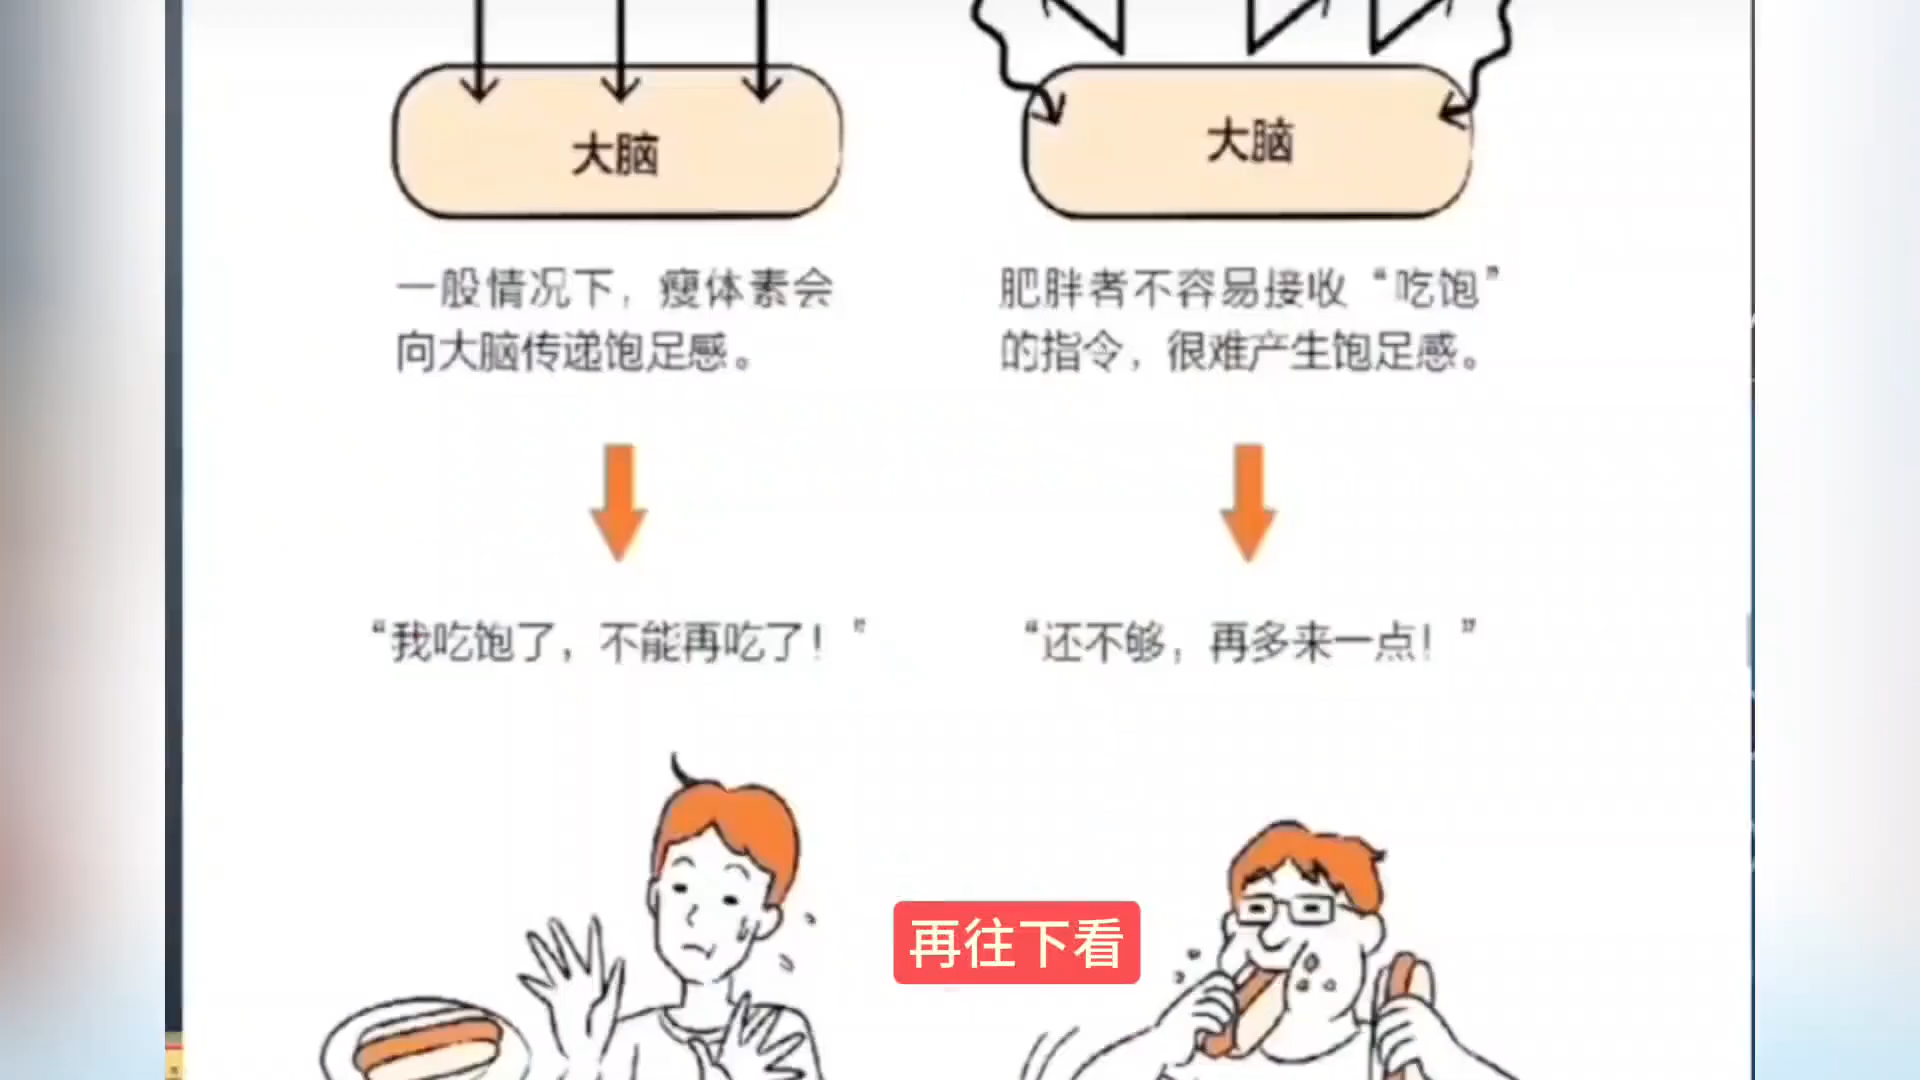 大脑
一般情况下，瘦体素会
向大脑传递饱足感。
“我吃饱了，不能再吃了！”
大脑
肥胖者不容易接收“吃饱”
的指令，很难产生饱足感。
“还不够，再多来一点！”
再往下看